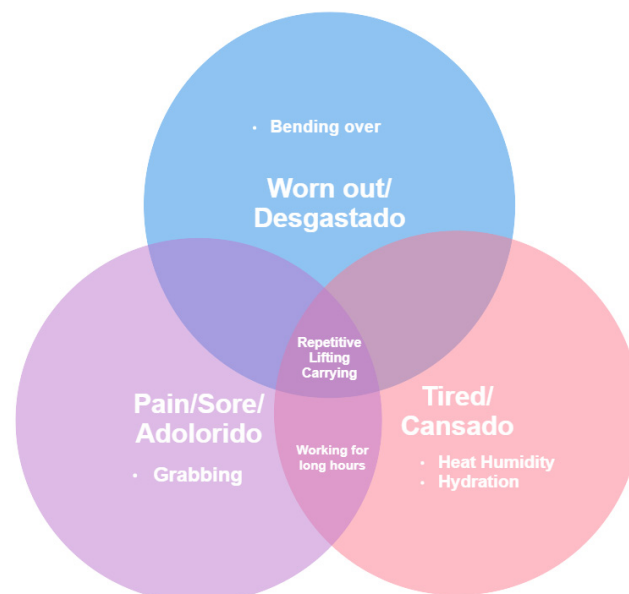 • Bending over
Worn out/
Desgastado
Repetitive
Lifting
Carrying
Pain/Sore/
Adolorido
• Grabbing
Working for
long hours
Tired/
Cansado
• Heat Humidity
• Hydration